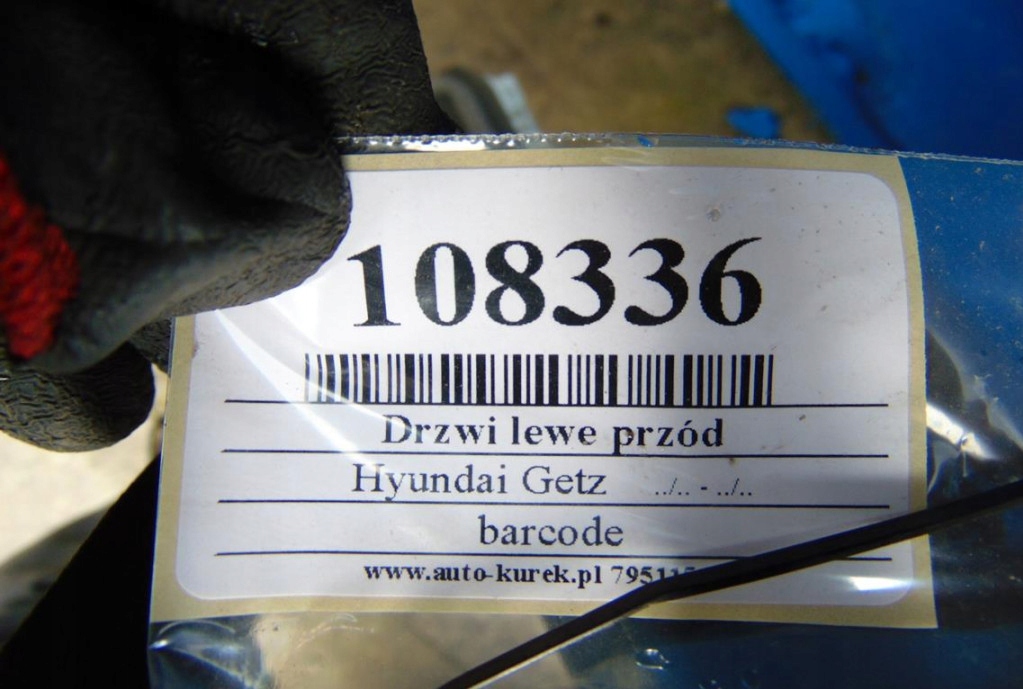 108336
Drzwi lewe przód
Hyundai Getz ../.. - ../..
barcode
www.auto-kurek.pl